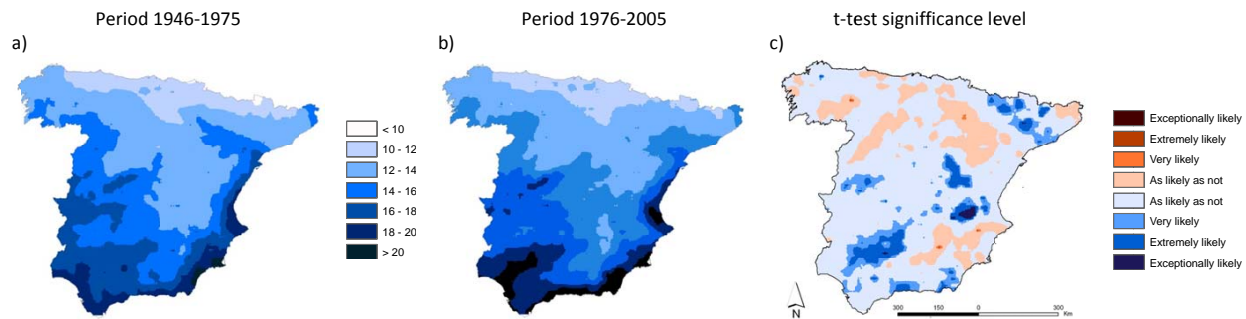 Period 1946-1975
Period 1976-2005
t-test signifficance level
a)
b)
c)
< 10
10 - 12
12 - 14
14 - 16
16 - 18
18 - 20
> 20
Exceptionally likely
Extremely likely
Very likely
As likely as not
As likely as not
Very likely
Extremely likely
Exceptionally likely
N
300 150 0 300
Km